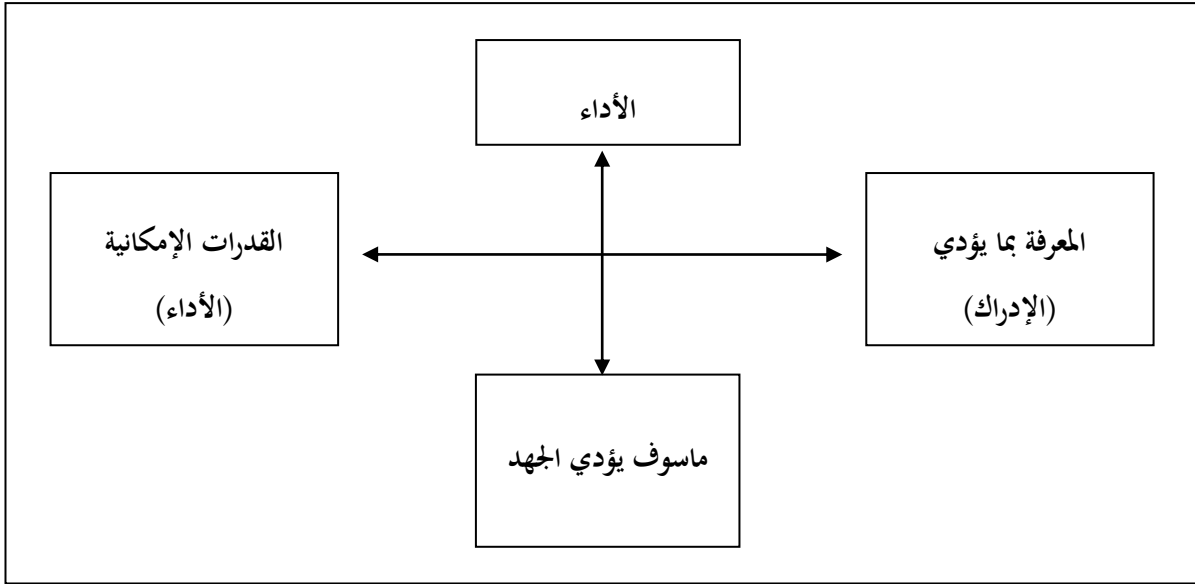 الأداء
المعرفة بما يؤدي
(الإدراك)
القدرات الإمكانية
(الأداء)
ماسوف يؤدي الجهد